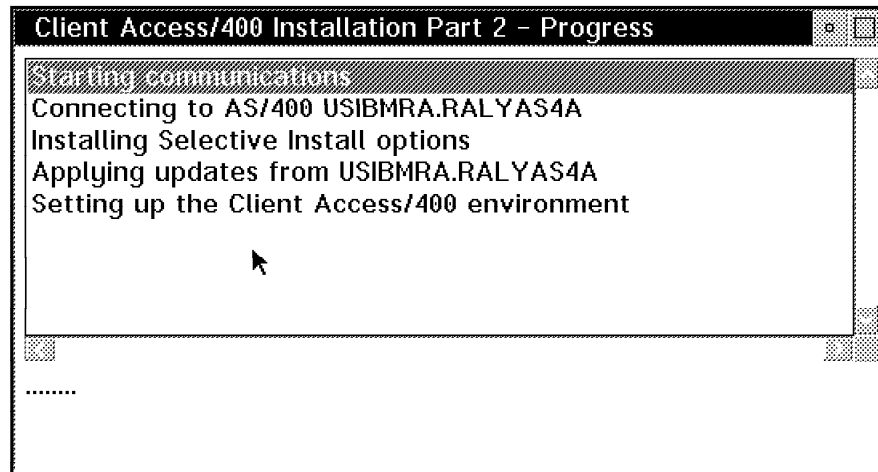 Client Access/400 Installation Part 2 – Progress
Starting communications
Connecting to AS/400 USIBMRA.RALYAS4A
Installing Selective Install options
Applying updates from USIBMRA.RALYAS4A
Setting up the Client Access/400 environment
........